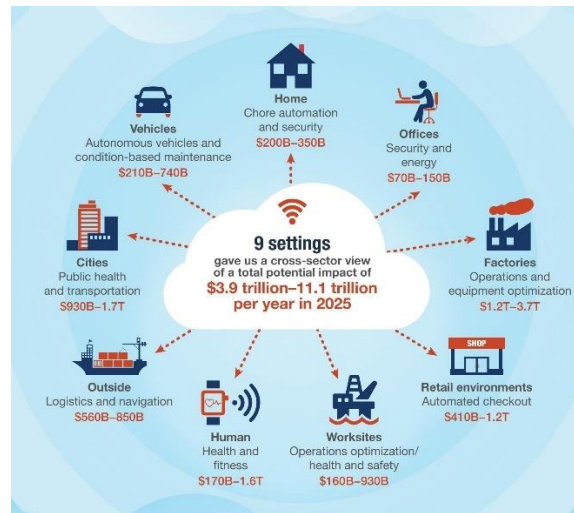 Home
Chore automation
and security
$200B–350B
Offices
Security and
energy
$70B–150B
Factories
Operations and
equipment optimization
$1.2T–3.7T
SHOP
Retail environments
Automated checkout
$410B–1.2T
Worksites
Operations optimization/
health and safety
$160B–930B
Human
Health and
fitness
$170B–1.6T
Outside
Logistics and navigation
$560B–850B
Cities
Public health
and transportation
$930B–1.7T
Vehicles
Autonomous vehicles and
condition-based maintenance
$210B–740B
9 settings
gave us a cross-sector view
of a total potential impact of
$3.9 trillion–11.1 trillion
per year in 2025